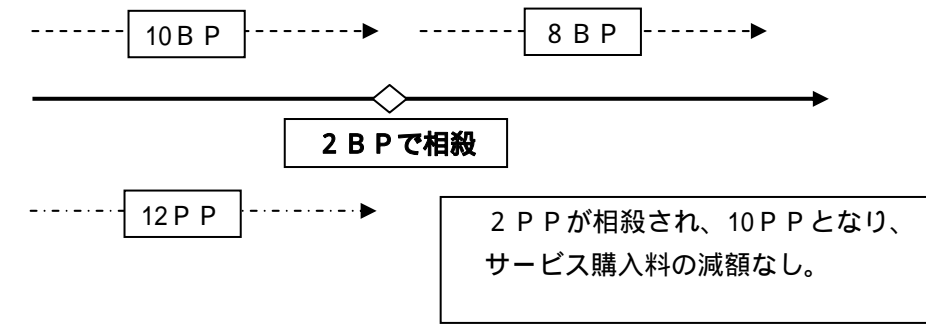 10ＢＰ
８ＢＰ
２ＢＰで相殺
12ＰＰ
２ＰＰが相殺され、10ＰＰとなり、
サービス購入料の減額なし。